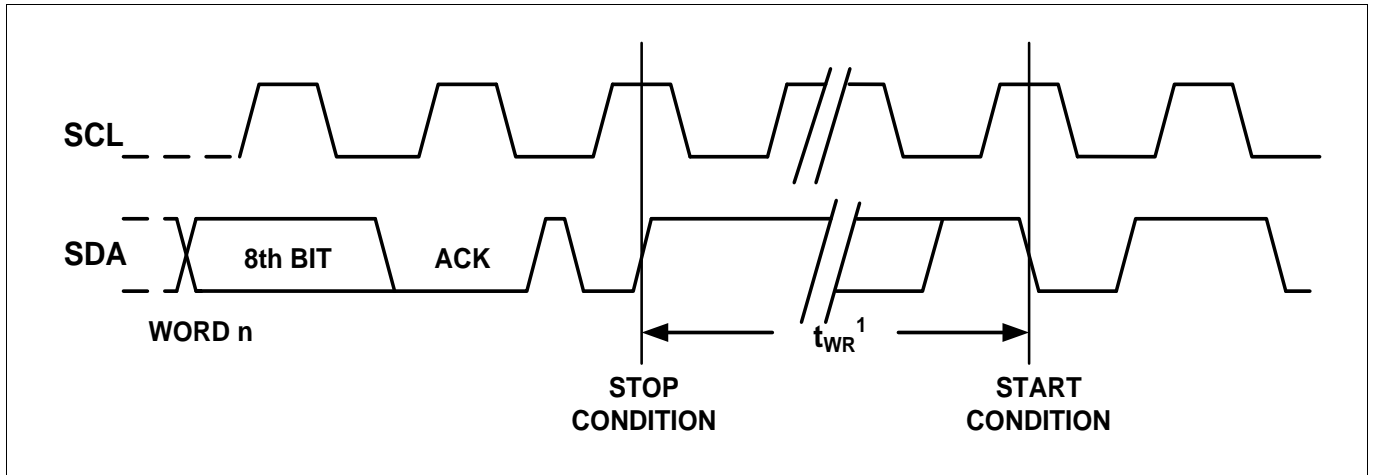 SCL
SDA
8th BIT
ACK
WORD n
tWR1
STOP
CONDITION
START
CONDITION